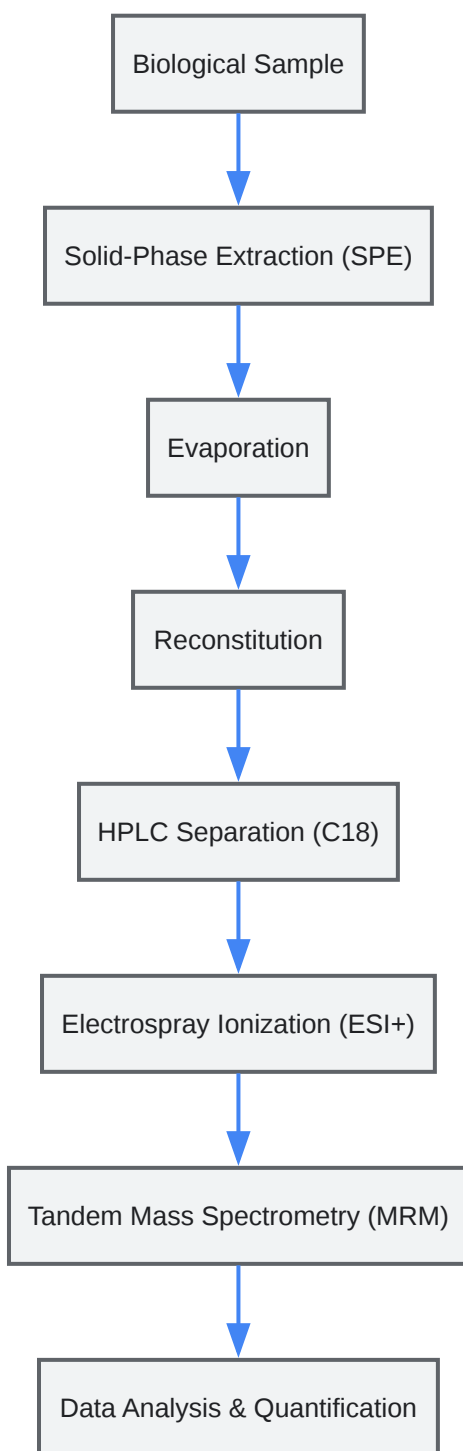 Biological Sample
Solid-Phase Extraction (SPE)
Evaporation
Reconstitution
HPLC Separation (C18)
Electrospray Ionization (ESI+)
Tandem Mass Spectrometry (MRM)
Data Analysis & Quantification